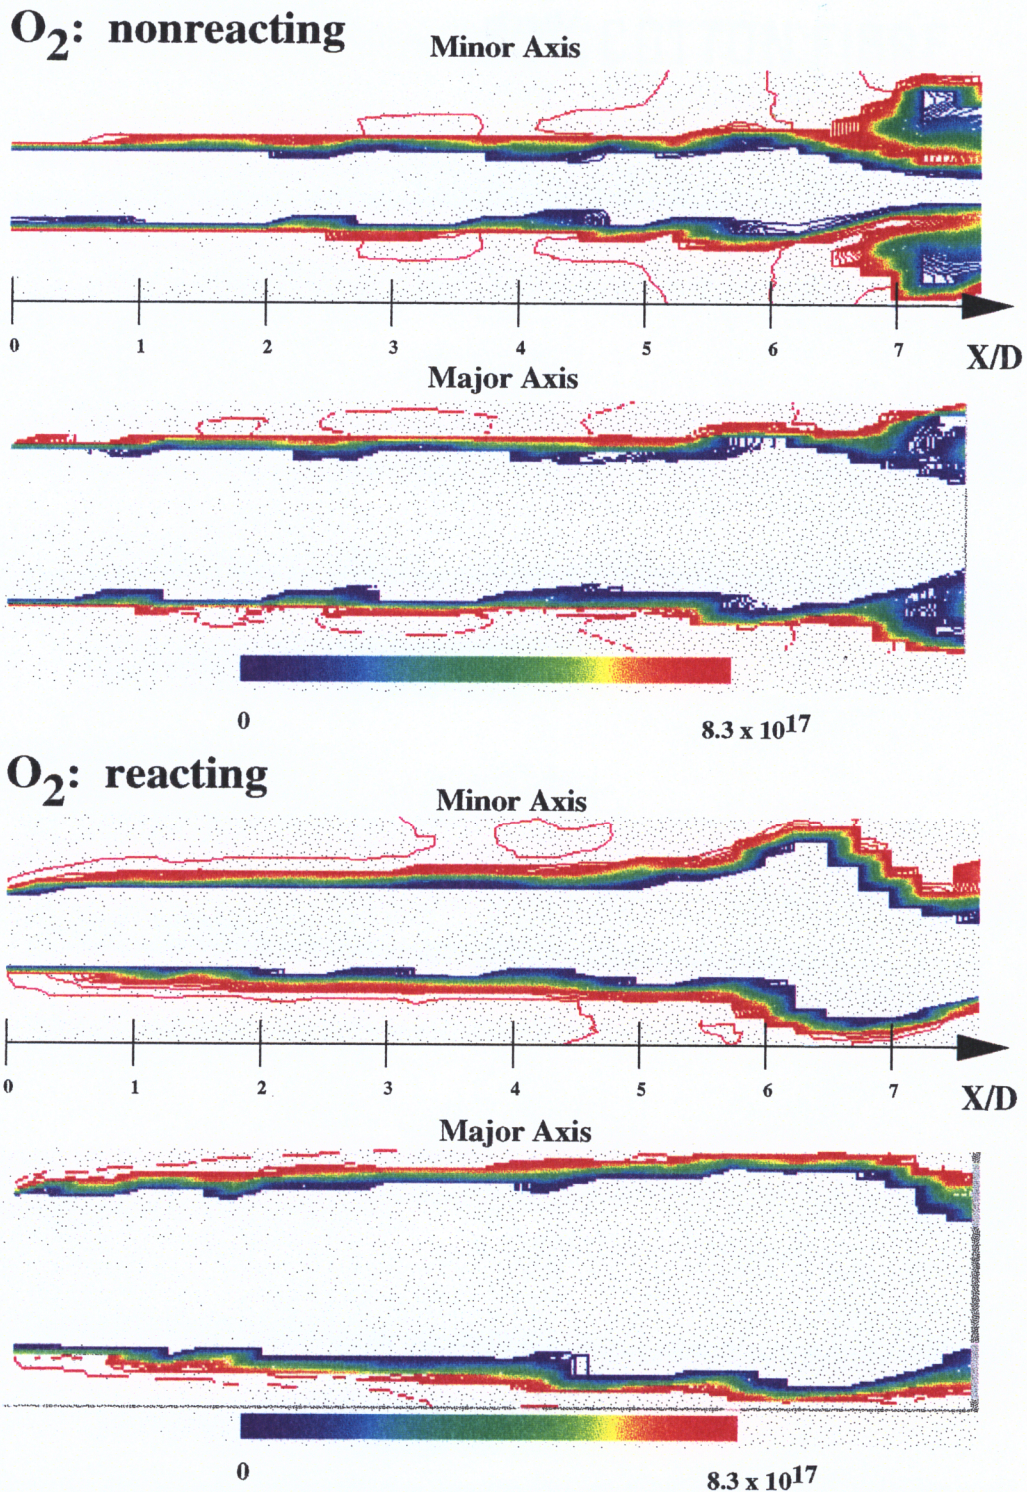 O2: nonreacting
Minor Axis
0 1 2 3 4 5 6 7
X/D
Major Axis
0 8.3 x 10^17
O2: reacting
Minor Axis
0 1 2 3 4 5 6 7
X/D
Major Axis
0 8.3 x 10^17